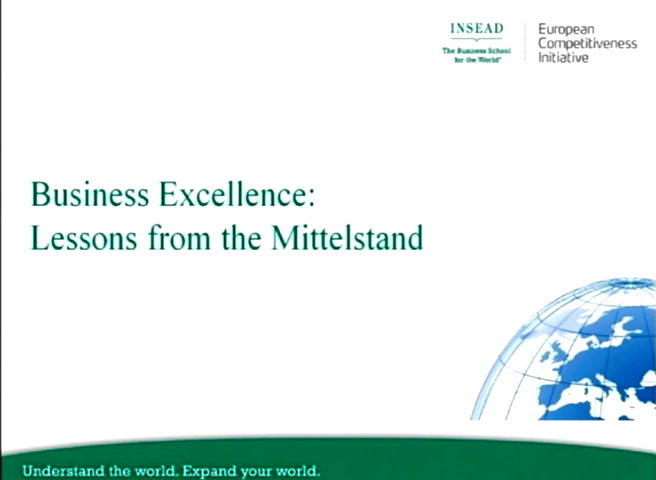 INSEAD
The Business School
for the World®
European
Competitiveness
Initiative
Business Excellence:
Lessons from the Mittelstand
Understand the world. Expand your world.